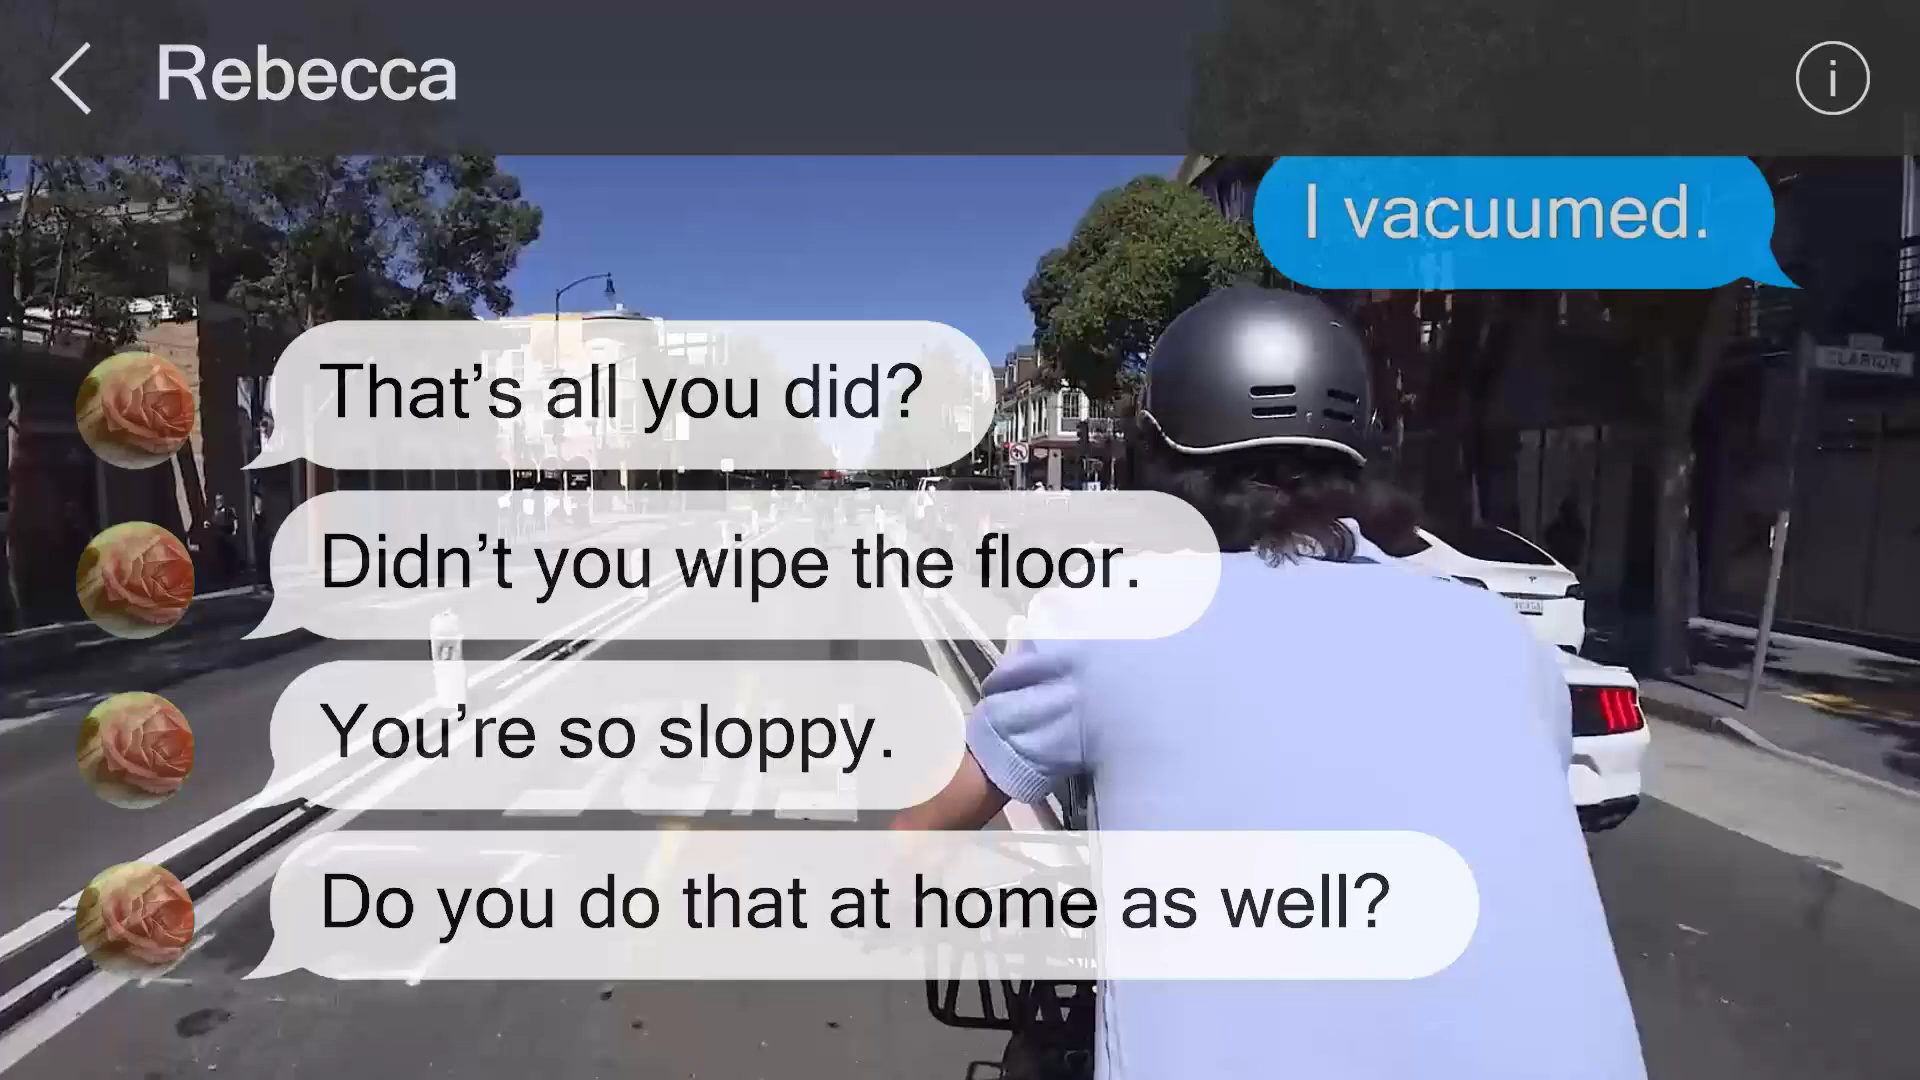 Rebecca
I vacuumed.
CLARION
That’s all you did?
Didn’t you wipe the floor.
You’re so sloppy.
Do you do that at home as well?